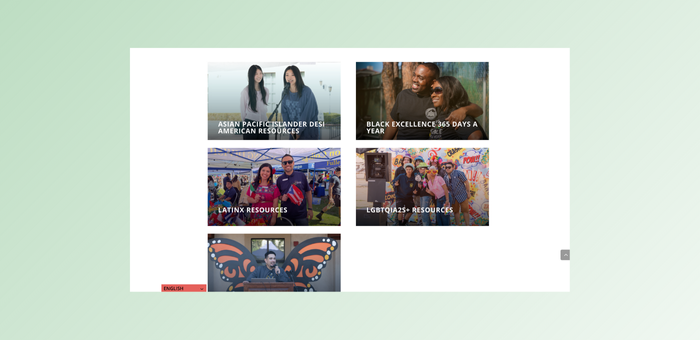 ASIAN PACIFIC ISLANDER DESI
AMERICAN RESOURCES
BLACK EXCELLENCE 365 DAYS A
YEAR
LATINX RESOURCES
LGBTQIA2S+ RESOURCES
ENGLISH